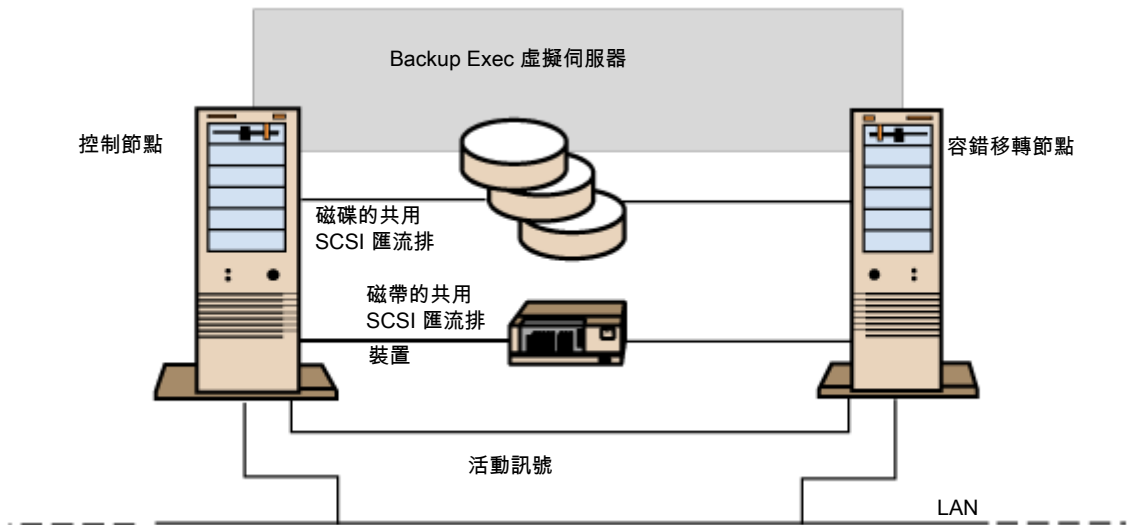 Backup Exec 虛擬伺服器
控制節點
容錯移轉節點
磁碟的共用
SCSI 匯流排
磁帶的共用
SCSI 匯流排
裝置
活動訊號
LAN